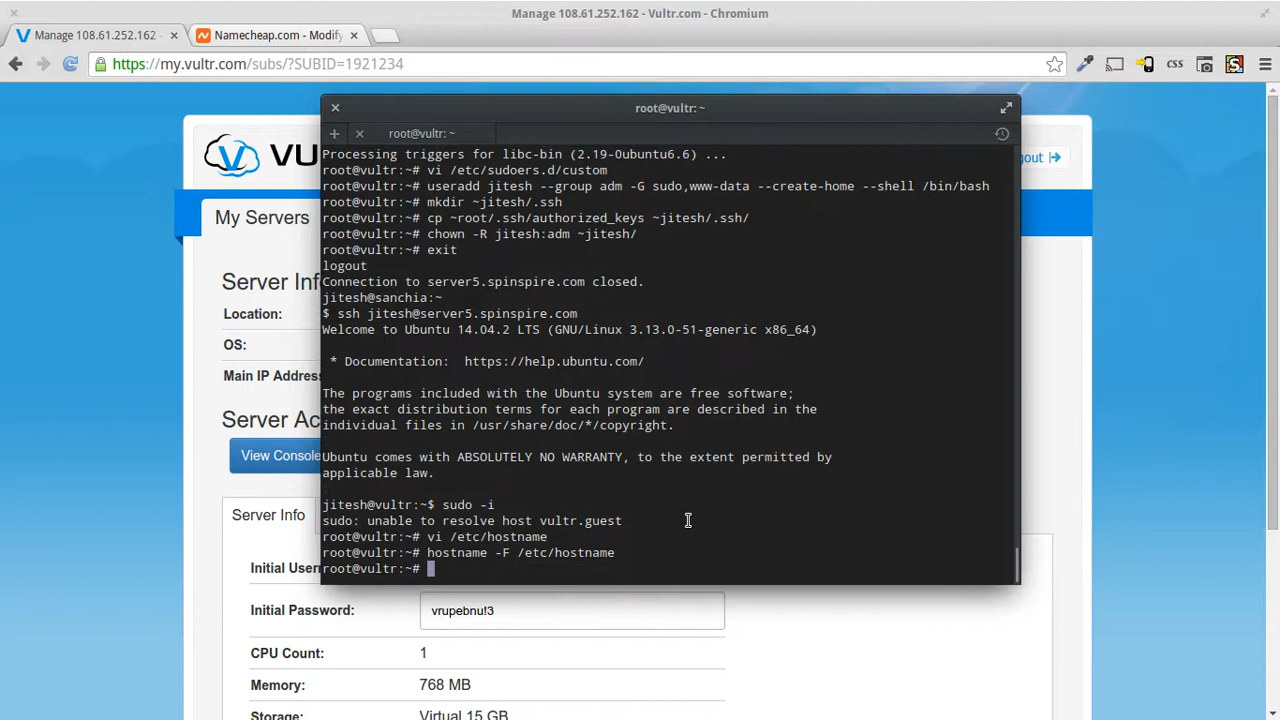 Manage 108.61.252.162 - Vultr.com - Chromium
Manage 108.61.252.162 -
Namecheap.com - Modify
https://my.vultr.com/subs/?SUBID=1921234
CSS
root@vultr: ~
root@vultr: ~
VU
My Servers
Server Info
Location:
OS:
Main IP Address
Server Ac
View Console
Server Info
Processing triggers for libc-bin (2.19-0ubuntu6.6) ...
root@vultr:~# vi /etc/sudoers.d/custom
root@vultr:~# useradd jitesh --group adm -G sudo,www-data --create-home --shell /bin/bash
root@vultr:~# mkdir ~jitesh/.ssh
root@vultr:~# cp ~root/.ssh/authorized_keys ~jitesh/.ssh/
root@vultr:~# chown -R jitesh:adm ~jitesh/
root@vultr:~# exit
logout
Connection to server5.spinspire.com closed.
jitesh@sanchia:~
$ ssh jitesh@server5.spinspire.com
Welcome to Ubuntu 14.04.2 LTS (GNU/Linux 3.13.0-51-generic x86_64)
* Documentation:  https://help.ubuntu.com/
The programs included with the Ubuntu system are free software;
the exact distribution terms for each program are described in the
individual files in /usr/share/doc/*/copyright.
Ubuntu comes with ABSOLUTELY NO WARRANTY, to the extent permitted by
applicable law.
jitesh@vultr:~$ sudo -i
sudo: unable to resolve host vultr.guest
root@vultr:~# vi /etc/hostname
root@vultr:~# hostname -F /etc/hostname
root@vultr:~#
out
Initial Password:
vrupebnu!3
CPU Count:
1
Memory:
768 MB
Storage:
Virtual 15 GB